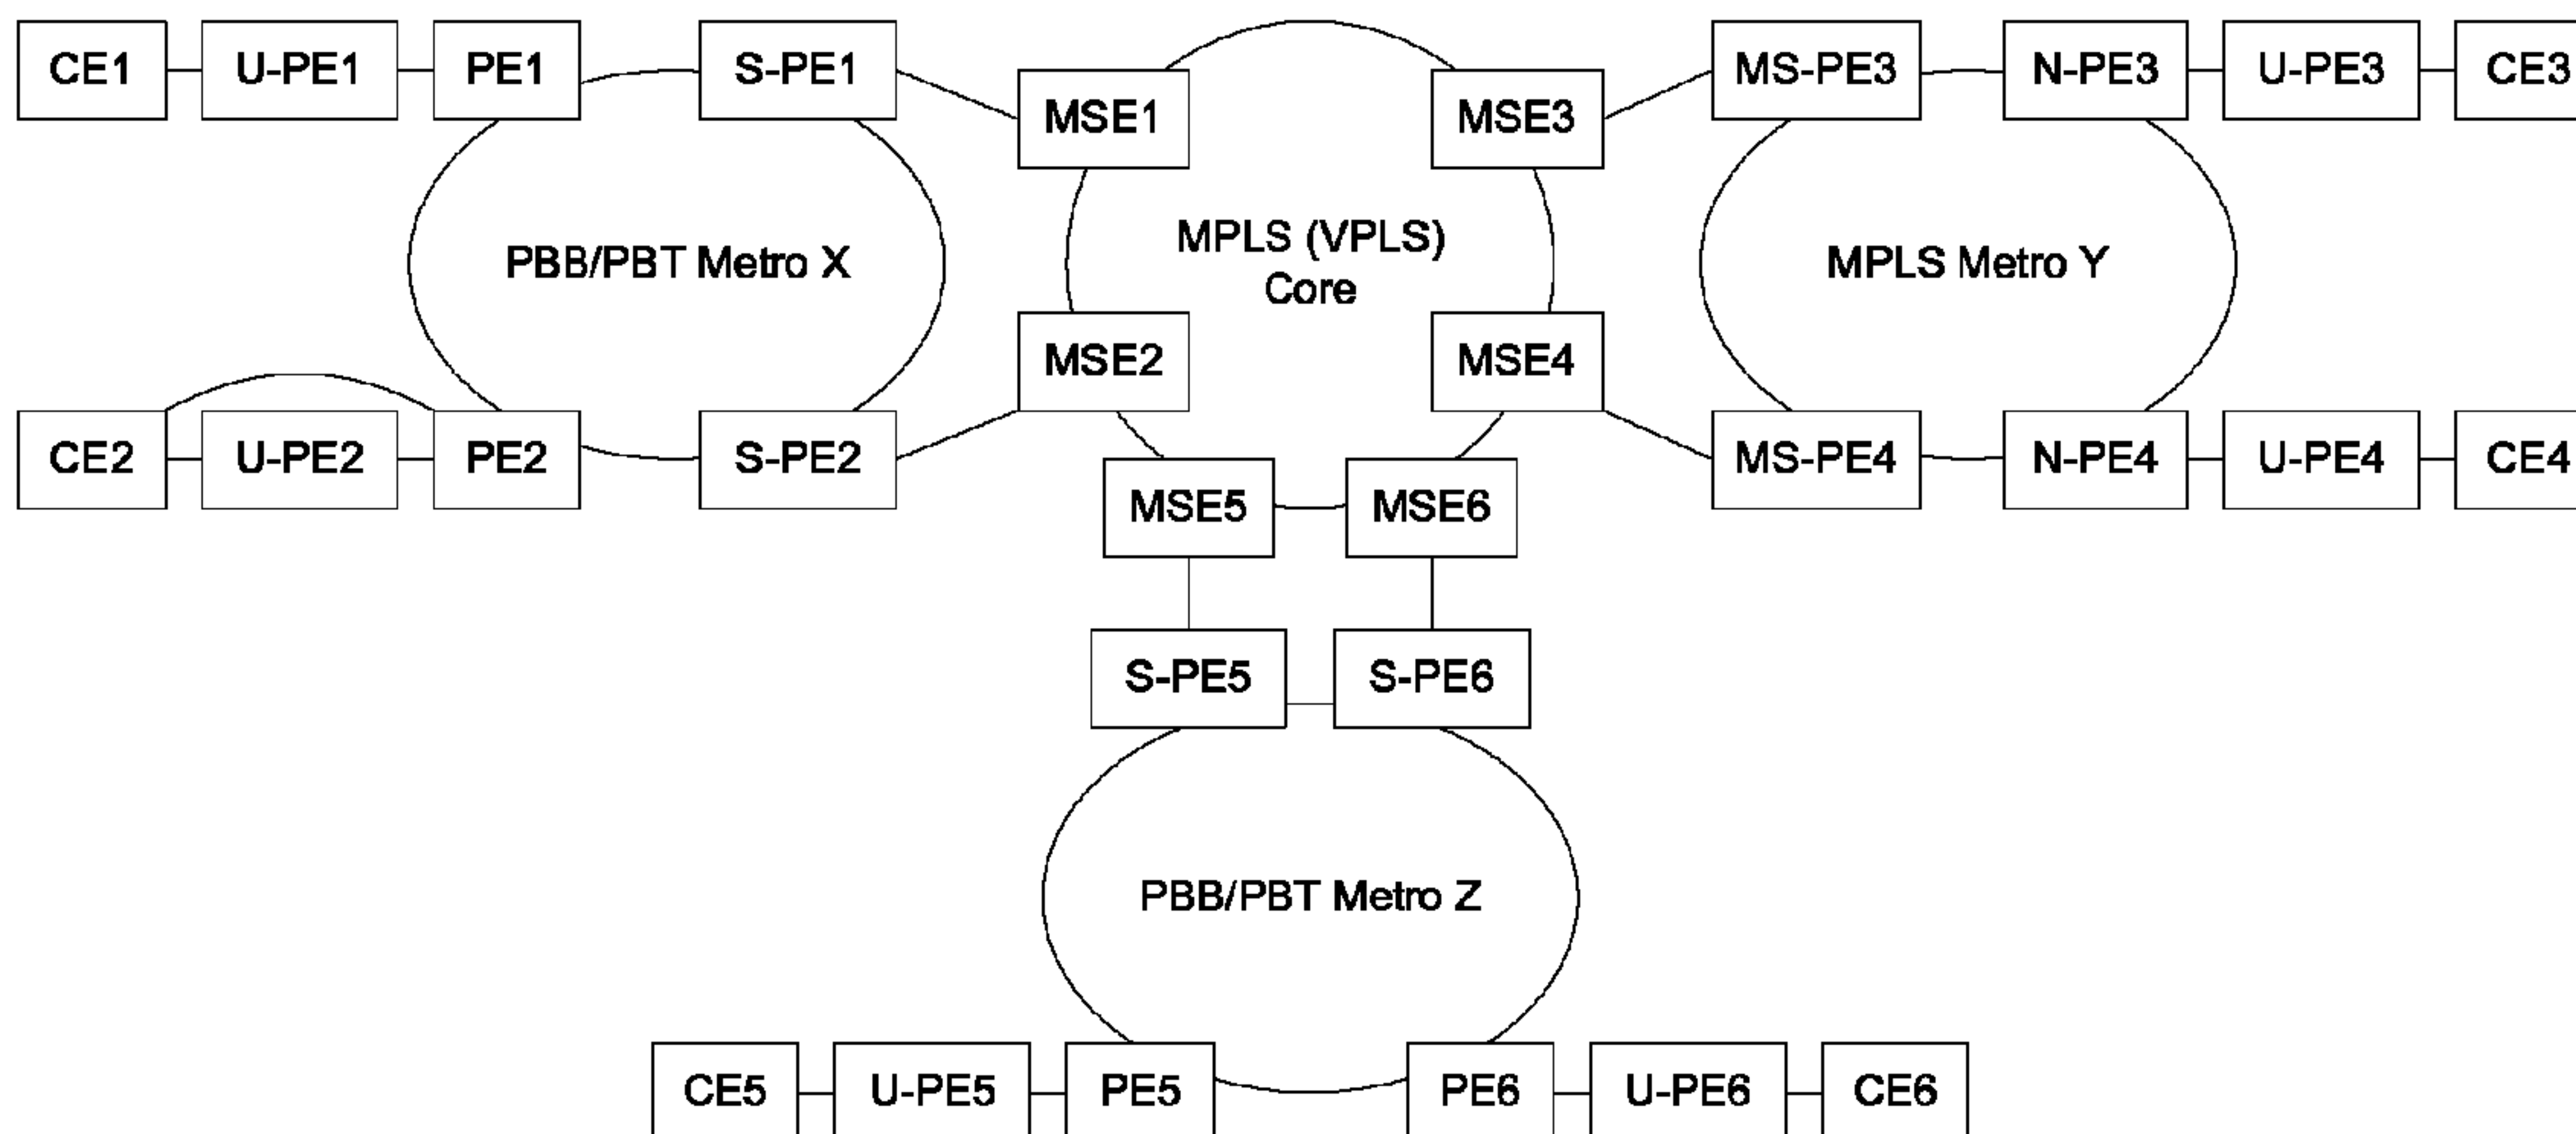 CE1 U-PE1 PE1 S-PE1 MS-PE3 N-PE3 U-PE3 CE3
MSE1 MSE3
MPLS (VPLS)
PBB/PBT Metro X MPLS Metro Y
Core
MSE2 MSE4
CE2 U-PE2 PE2 S-PE2 MS-PE4 N-PE4 U-PE4 CE4
MSE5 MSE6
S-PE5 S-PE6
PBB/PBT Metro Z
CE5 U-PE5 PE5 PE6 U-PE6 CE6